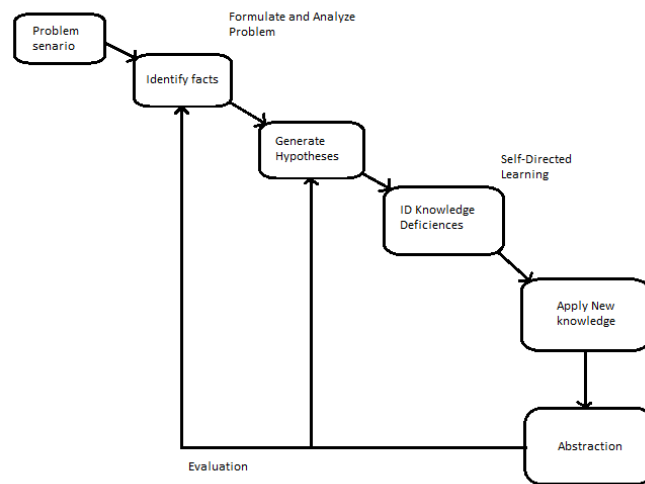 Formulate and Analyze
Problem
Problem
senario
Identify facts
Generate
Hypotheses
Self-Directed
Learning
ID Knowledge
Deficiences
Apply New
knowledge
Abstraction
Evaluation